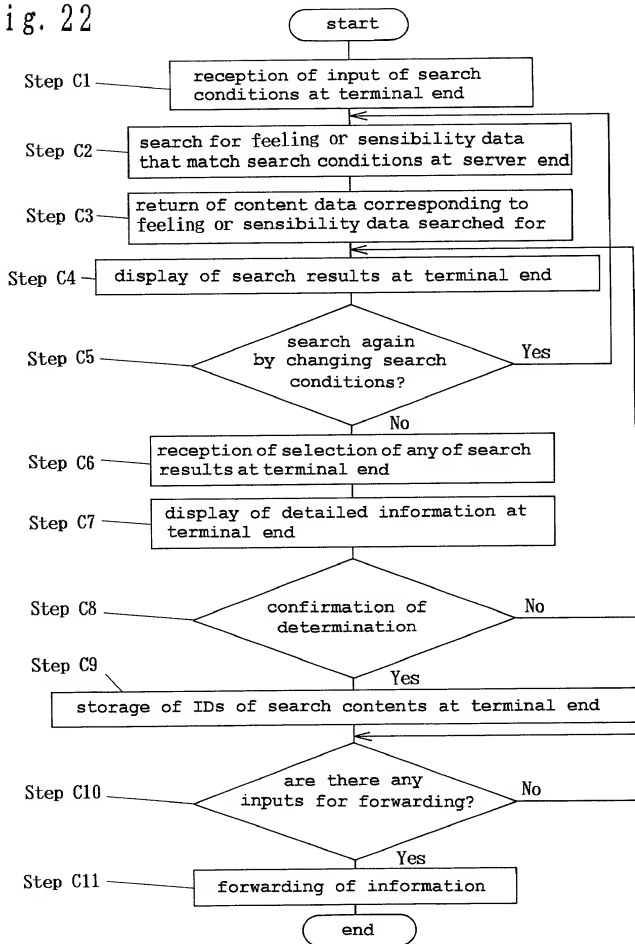 ig. 22
start
Step C1
reception of input of search
conditions at terminal end
Step C2
search for feeling or sensibility data
that match search conditions at server end
Step C3
return of content data corresponding to
feeling or sensibility data searched for
Step C4
display of search results at terminal end
Step C5
search again
by changing search
conditions?
Yes
No
Step C6
reception of selection of any of search
results at terminal end
Step C7
display of detailed information at
terminal end
Step C8
confirmation of
determination
No
Yes
Step C9
storage of IDs of search contents at terminal end
Step C10
are there any
inputs for forwarding?
No
Yes
Step C11
forwarding of information
end